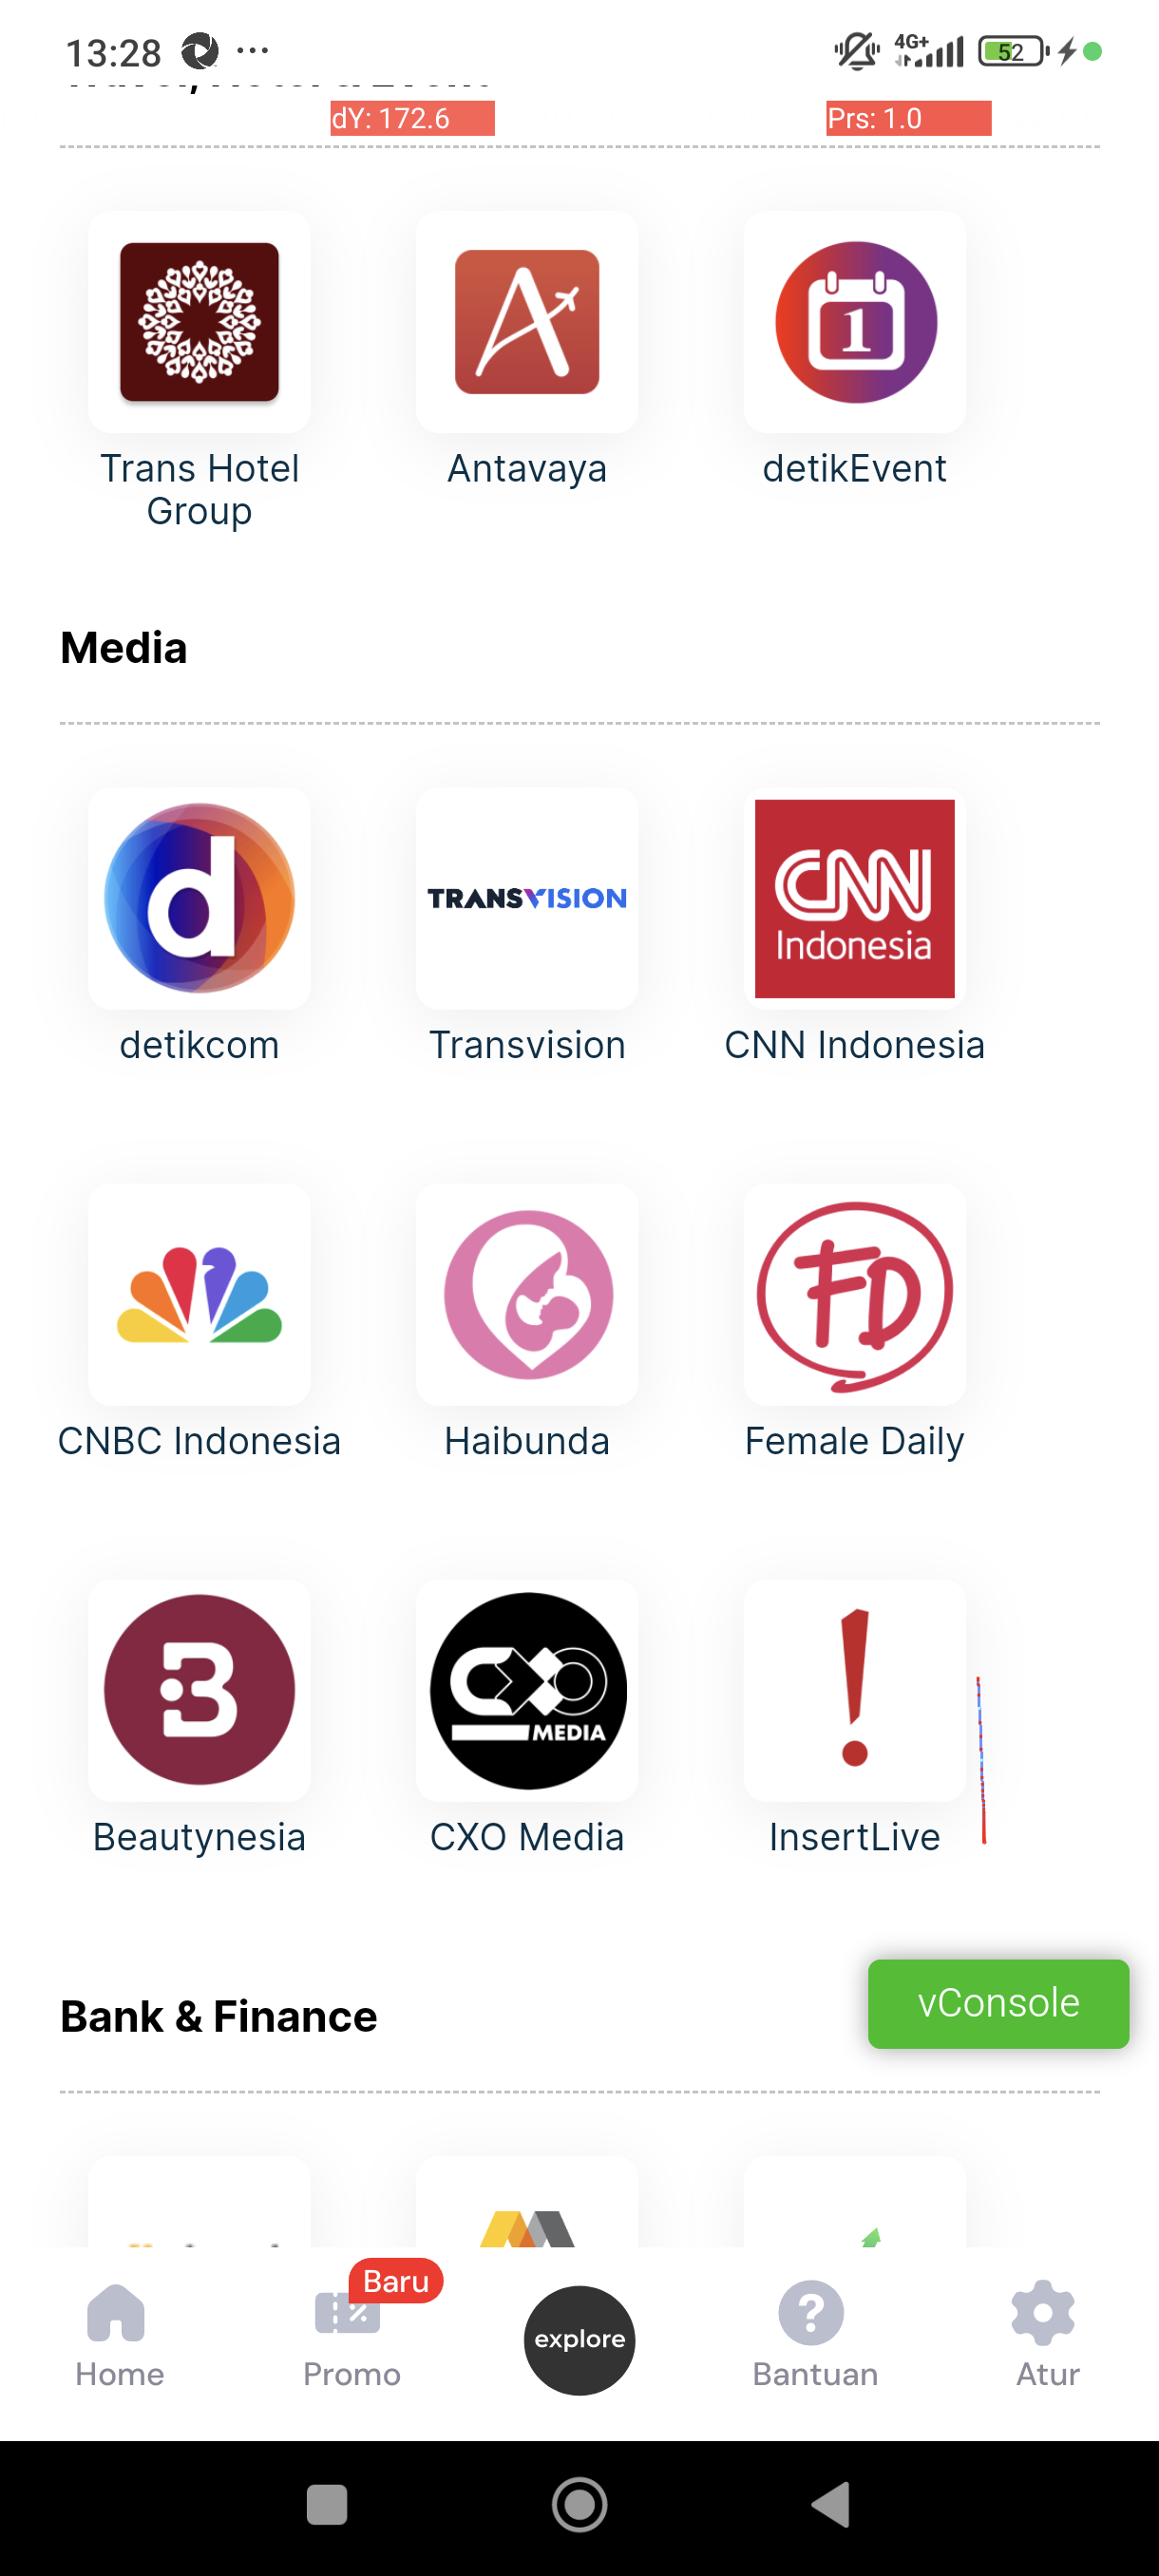 13:28
4G+
52
dY: 172.6
Prs: 1.0
1
Trans Hotel
Group
Antavaya
detikEvent
Media
d
TRANSVISION
CNN
Indonesia
detikcom
Transvision
CNN Indonesia
FD
CNBC Indonesia
Haibunda
Female Daily
B
CXO
MEDIA
!
Beautynesia
CXO Media
InsertLive
vConsole
Bank & Finance
Baru
explore
Home
Promo
Bantuan
Atur